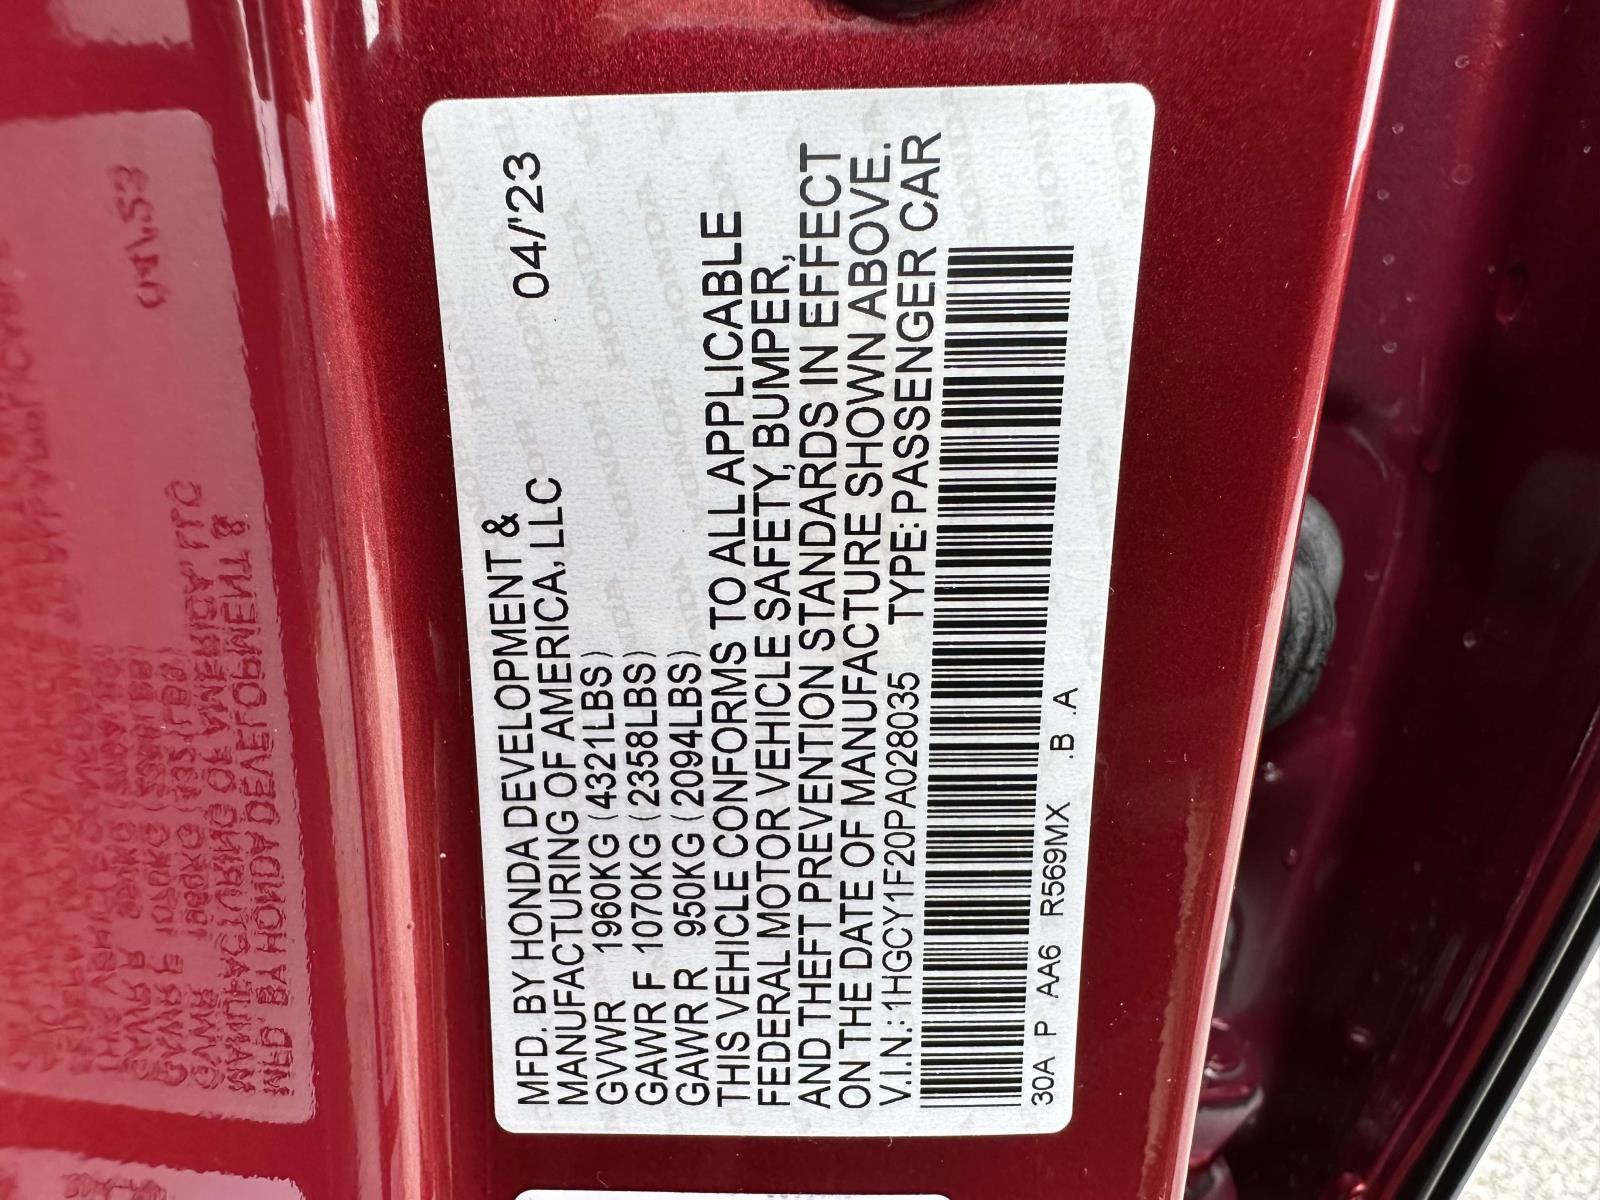 MFD. BY HONDA DEVELOPMENT &
MANUFACTURING OF AMERICA, LLC 04/'23
GVWR 1960KG (4321LBS)
GAWR F 1070KG (2358LBS)
GAWR R 950KG (2094LBS)
THIS VEHICLE CONFORMS TO ALL APPLICABLE
FEDERAL MOTOR VEHICLE SAFETY, BUMPER,
AND THEFT PREVENTION STANDARDS IN EFFECT
ON THE DATE OF MANUFACTURE SHOWN ABOVE.
V.I.N.: 1HGCY1F20PA028035 TYPE: PASSENGER CAR
30A P AA6 R569MX .B .A